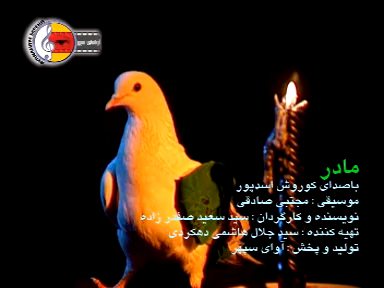 مادر
باصدای کوروش اسدپور
موسیقی : مجتبی صادقی
نویسنده و کارگردان : سید سعید صفدر زاده
تهیه کننده : سید جلال هاشمی دهکردی
تولید و پخش : آوای سپهر